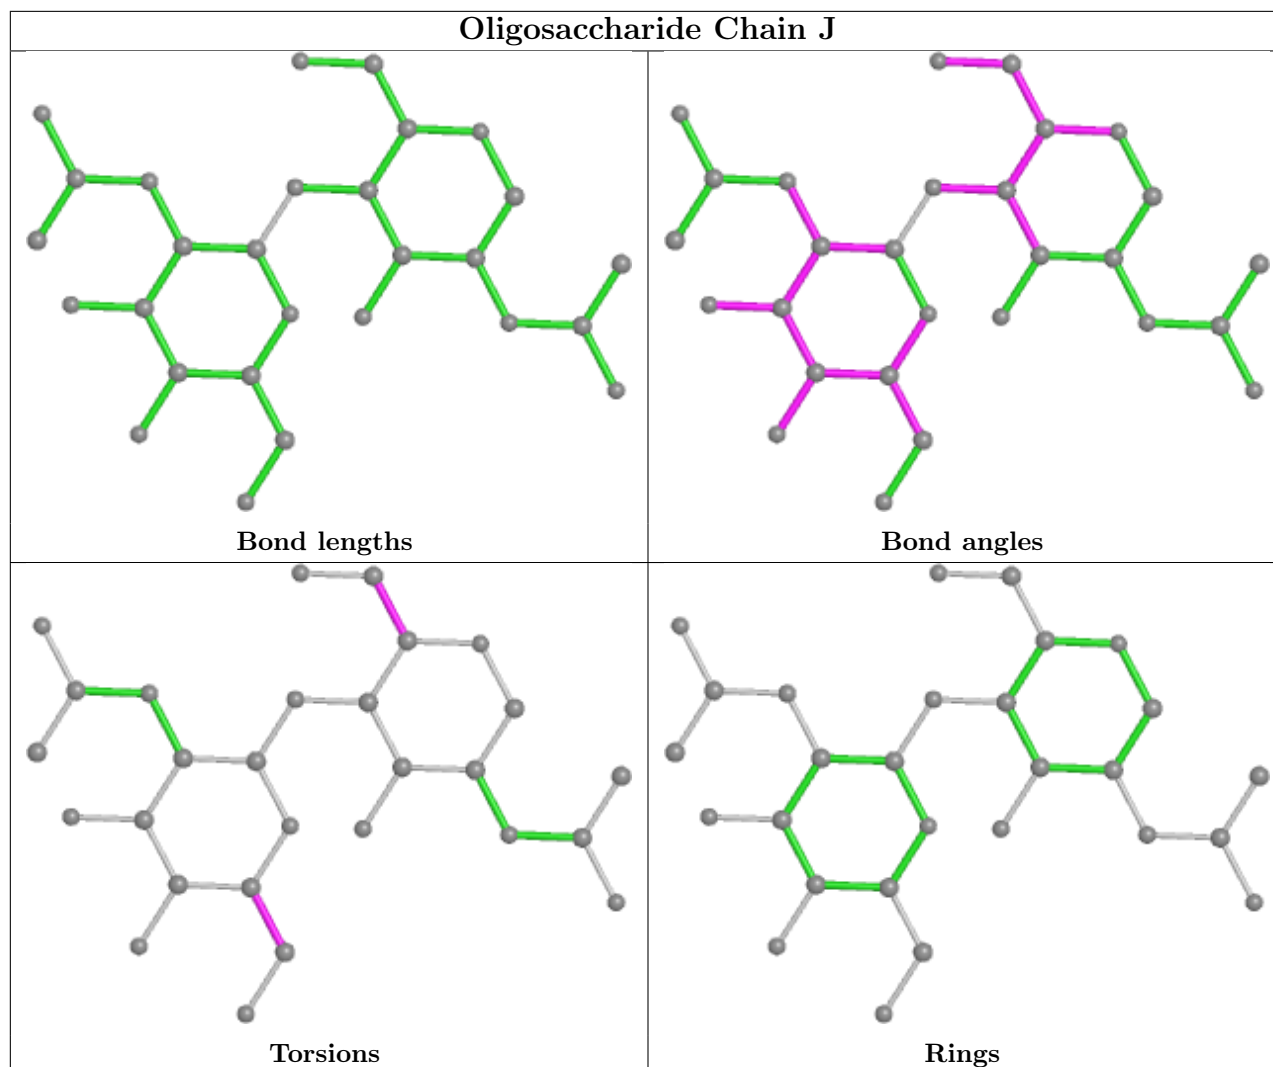 Oligosaccharide Chain J
Bond lengths
Bond angles
Torsions
Rings